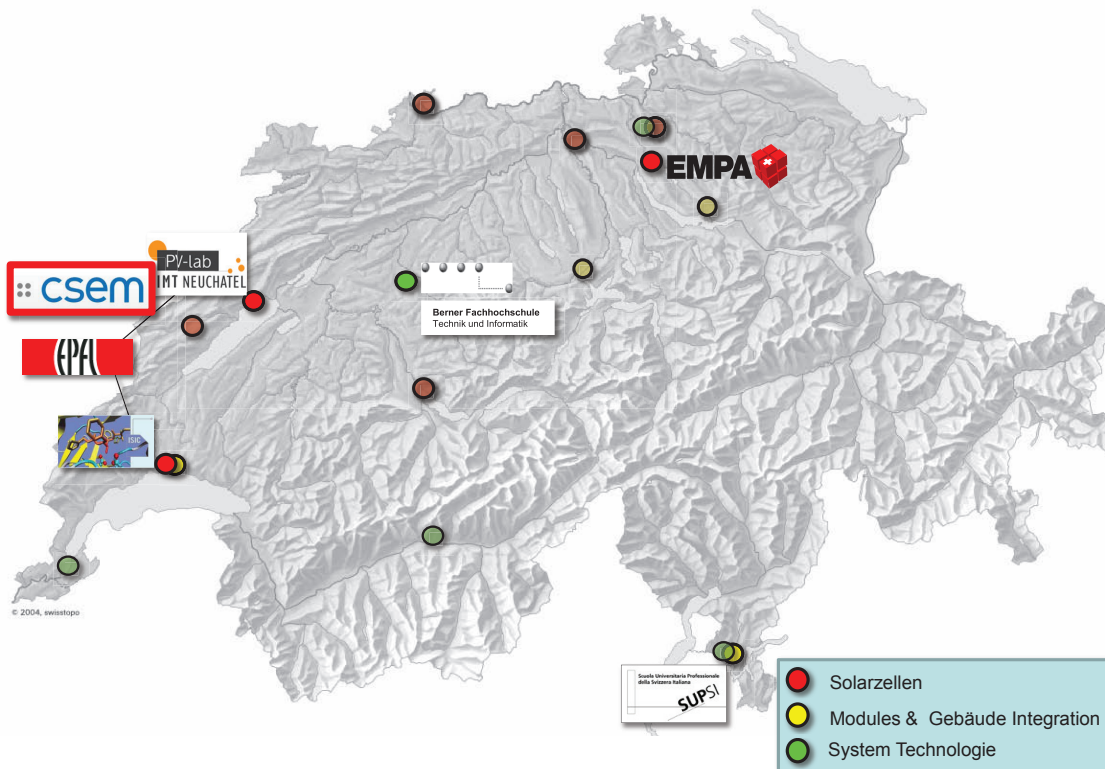 EMPA
PV-lab
IMT NEUCHATEL
csem
Berner Fachhochschule
Technik und Informatik
EPFL
ISIC
© 2004, swisstopo
Scuola Universitaria Professionale
della Svizzera Italiana
SUPSI
Solarzellen
Modules & Gebäude Integration
System Technologie